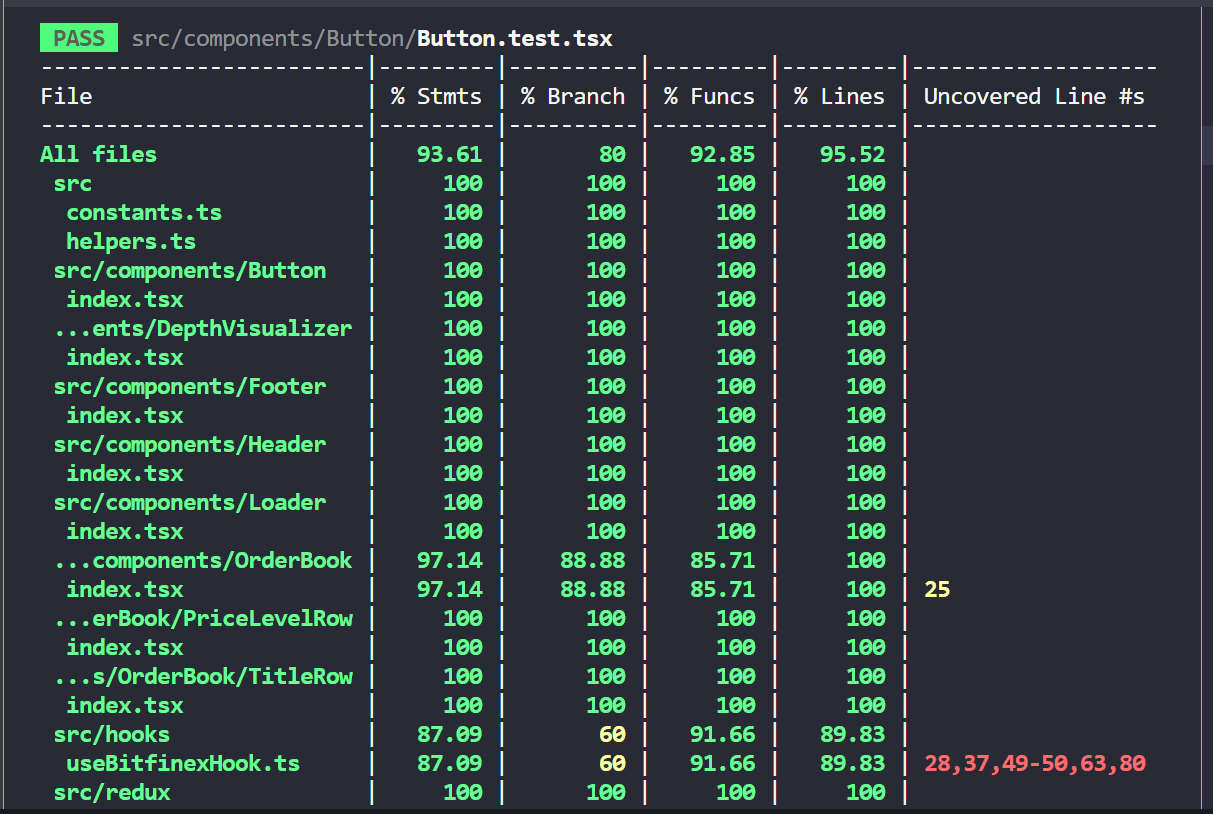 PASS src/components/Button/Button.test.tsx
-------------------------|---------|----------|---------|---------|-------------------
File                     | % Stmts | % Branch | % Funcs | % Lines | Uncovered Line #s
-------------------------|---------|----------|---------|---------|-------------------
All files                |   93.61 |       80 |   92.85 |   95.52 |
 src                     |     100 |      100 |     100 |     100 |
  constants.ts           |     100 |      100 |     100 |     100 |
  helpers.ts             |     100 |      100 |     100 |     100 |
 src/components/Button   |     100 |      100 |     100 |     100 |
  index.tsx              |     100 |      100 |     100 |     100 |
 ...ents/DepthVisualizer |     100 |      100 |     100 |     100 |
  index.tsx              |     100 |      100 |     100 |     100 |
 src/components/Footer   |     100 |      100 |     100 |     100 |
  index.tsx              |     100 |      100 |     100 |     100 |
 src/components/Header   |     100 |      100 |     100 |     100 |
  index.tsx              |     100 |      100 |     100 |     100 |
 src/components/Loader   |     100 |      100 |     100 |     100 |
  index.tsx              |     100 |      100 |     100 |     100 |
 ...components/OrderBook |   97.14 |    88.88 |   85.71 |     100 |
  index.tsx              |   97.14 |    88.88 |   85.71 |     100 | 25
 ...erBook/PriceLevelRow |     100 |      100 |     100 |     100 |
  index.tsx              |     100 |      100 |     100 |     100 |
 ...s/OrderBook/TitleRow |     100 |      100 |     100 |     100 |
  index.tsx              |     100 |      100 |     100 |     100 |
 src/hooks               |   87.09 |       60 |   91.66 |   89.83 |
  useBitfinexHook.ts     |   87.09 |       60 |   91.66 |   89.83 | 28,37,49-50,63,80
 src/redux               |     100 |      100 |     100 |     100 |